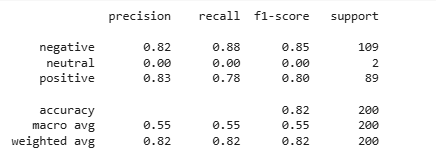 precision recall f1-score support
negative 0.82 0.88 0.85 109
neutral 0.00 0.00 0.00 2
positive 0.83 0.78 0.80 89
accuracy 0.82 200
macro avg 0.55 0.55 0.55 200
weighted avg 0.82 0.82 0.82 200